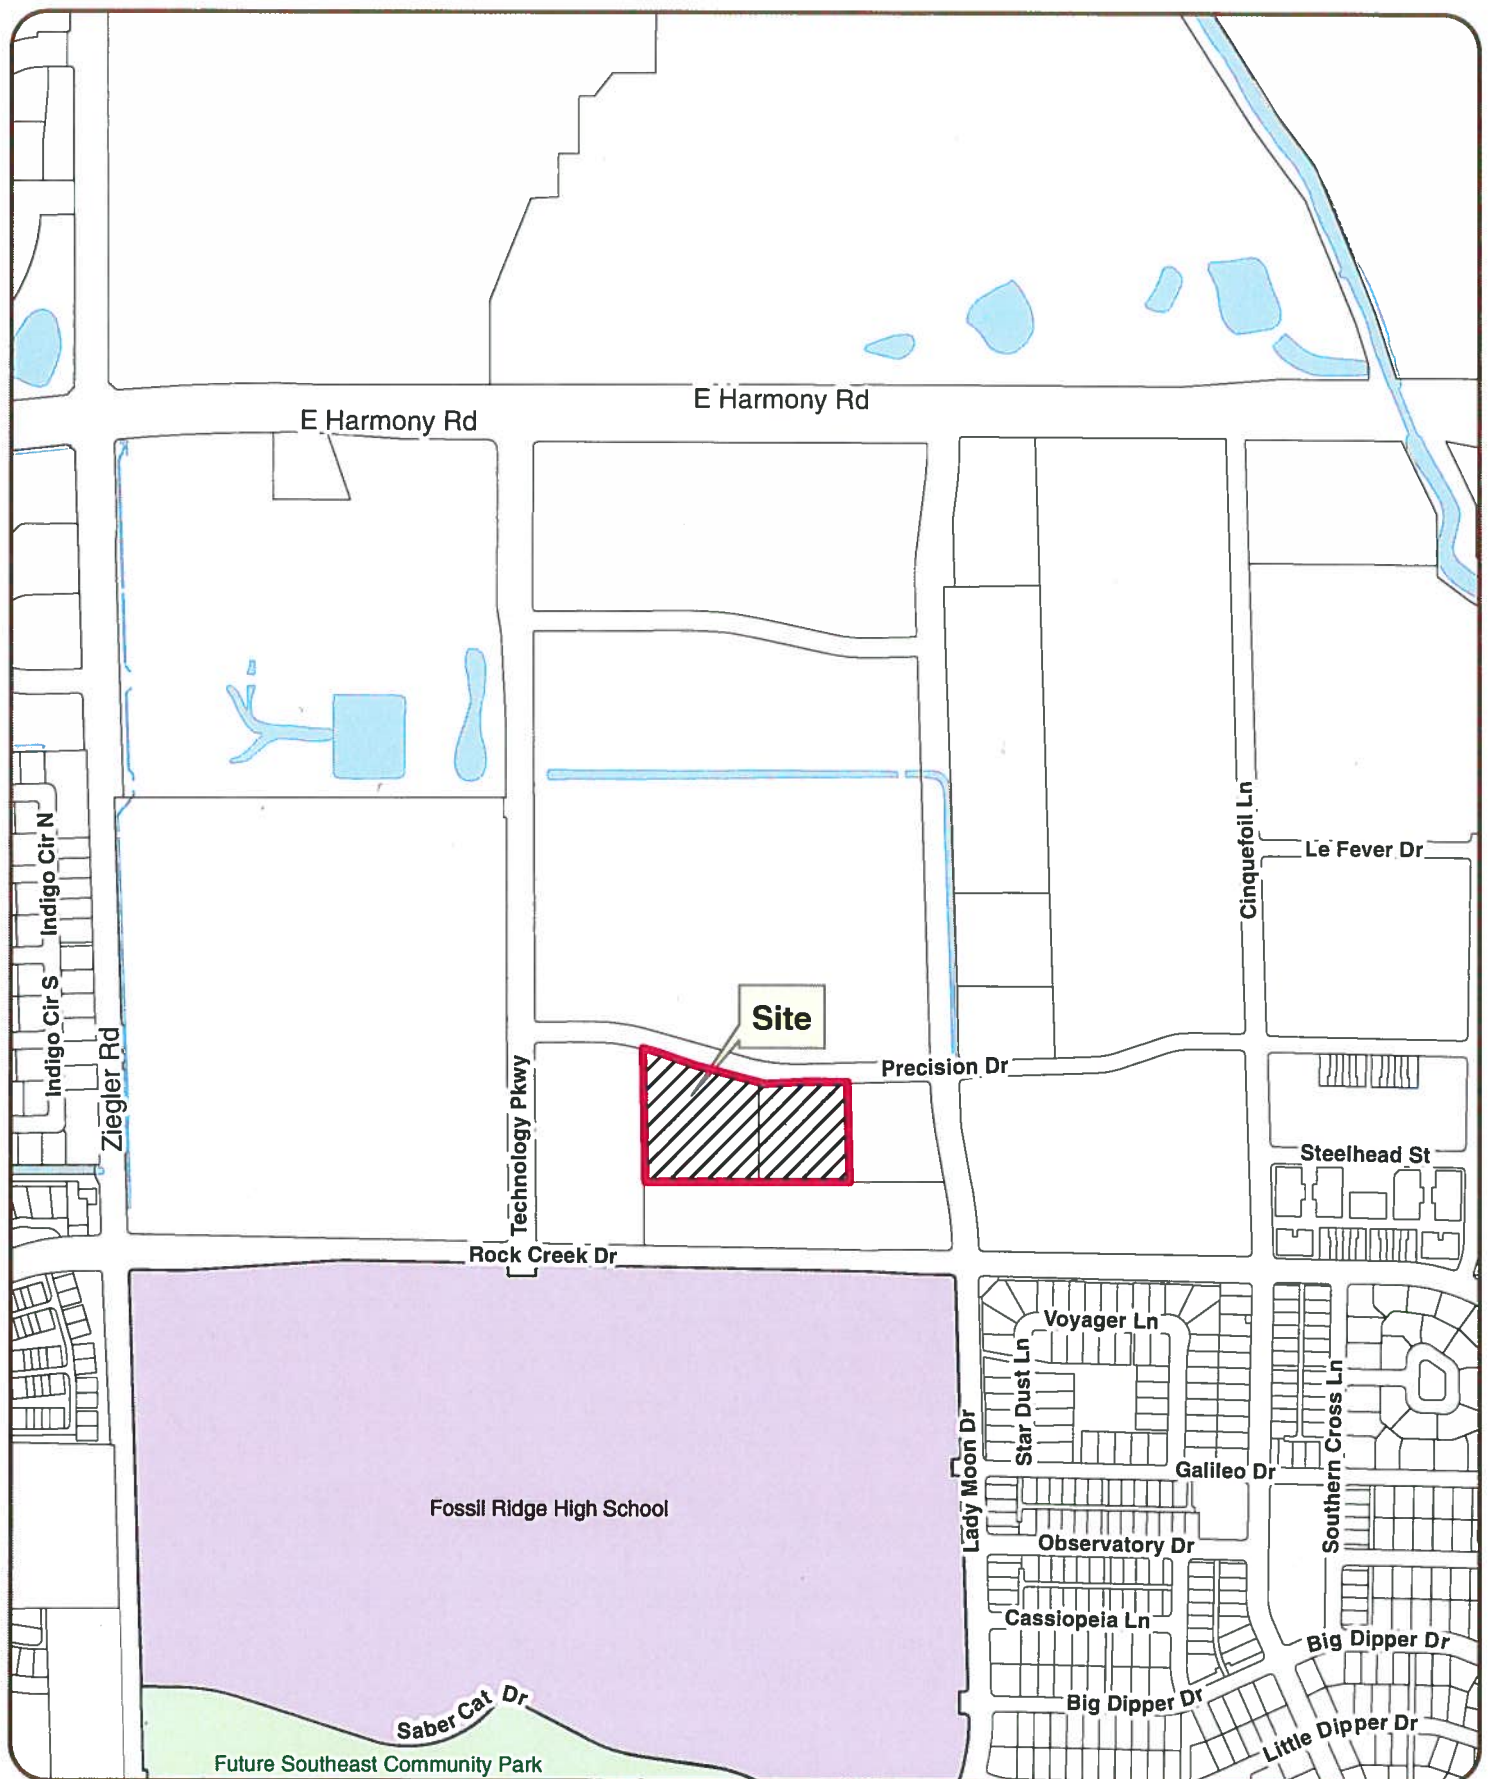 E Harmony Rd
E Harmony Rd
Cinquefoil Ln
Le Fever Dr
Indigo Cir N
Indigo Cir S
Ziegler Rd
Site
Technology Pkwy
Precision Dr
Steelhead St
Rock Creek Dr
Voyager Ln
Star Dust Ln
Southern Cross Ln
Lady Moon Dr
Galileo Dr
Fossil Ridge High School
Observatory Dr
Cassiopeia Ln
Big Dipper Dr
Big Dipper Dr
Saber Cat Dr
Little Dipper Dr
Future Southeast Community Park